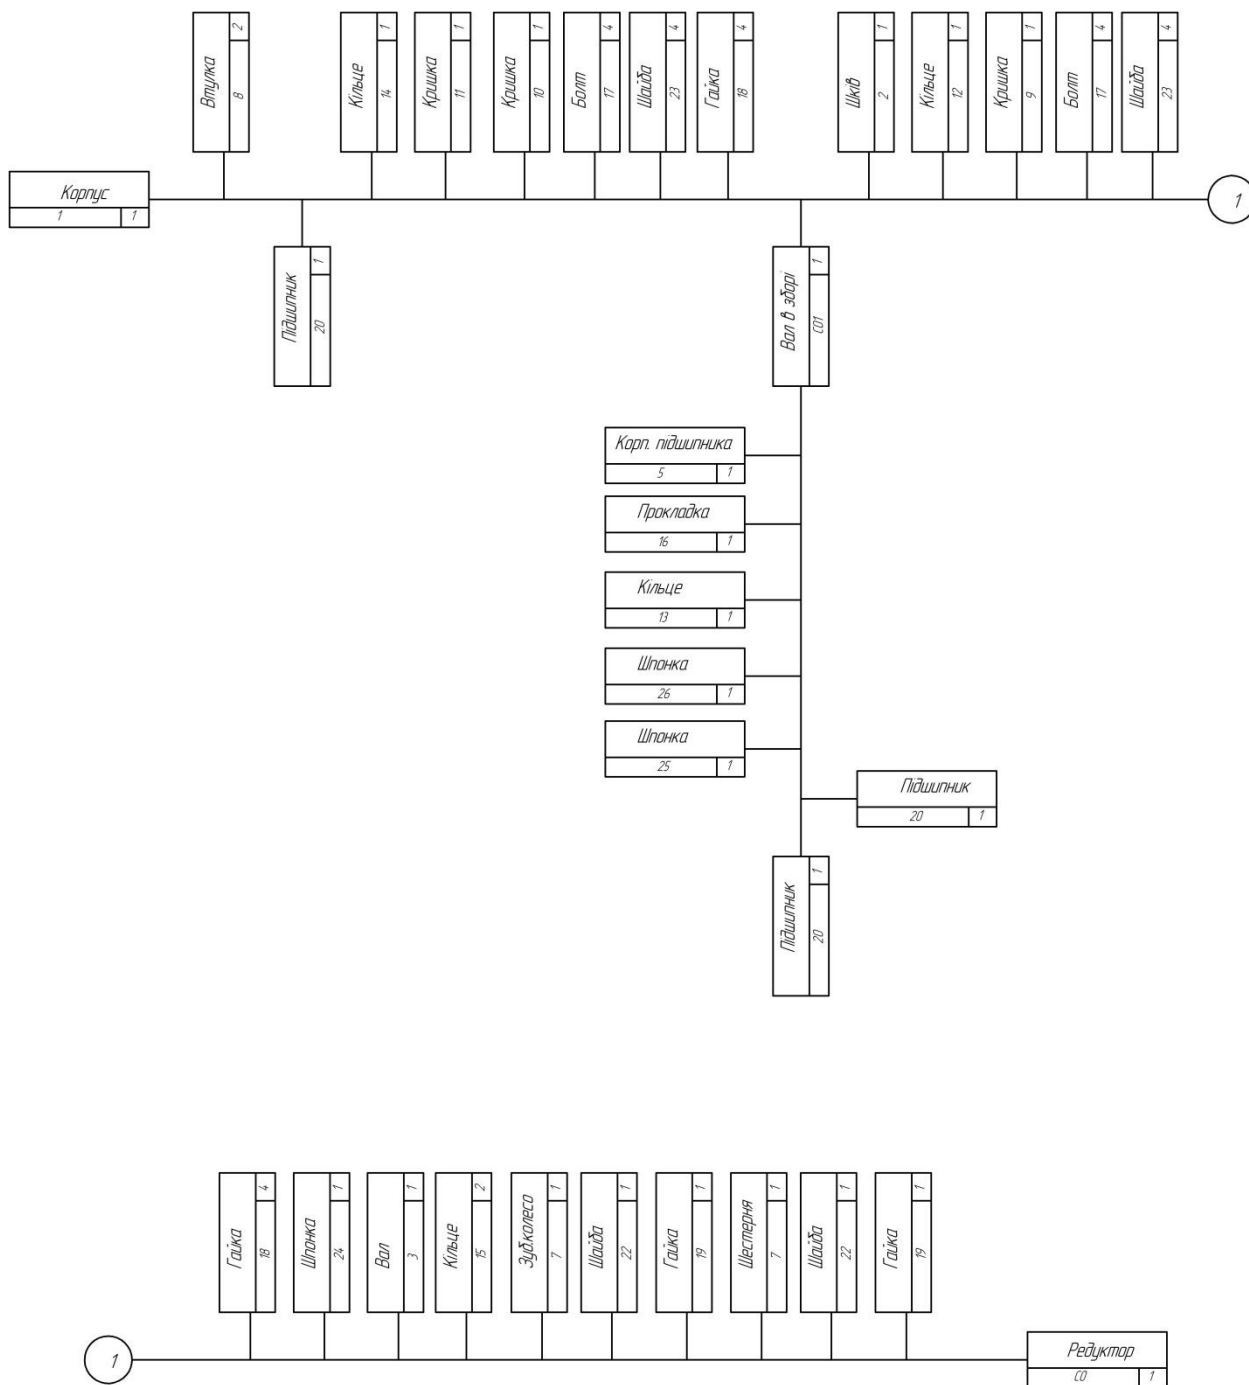 Втулка 8 2
Кільце 14 1
Кришка 11 1
Кришка 10 1
Болт 17 4
Шайба 23 4
Гайка 18 4
Шків 2 1
Кільце 12 1
Кришка 9 1
Болт 17 4
Шайба 23 4
Корпус
1 1
1
Підшипник 20 1
Вал в зборі С01 1
Корп. підшипника
5 1
Прокладка
16 1
Кільце
13 1
Шпонка
26 1
Шпонка
25 1
Підшипник
20 1
Підшипник 20 1
Гайка 18 4
Шпонка 24 1
Вал 3 1
Кільце 15 2
Зуб.колесо 7 1
Шайба 22 1
Гайка 19 1
Шестерня 7 1
Шайба 22 1
Гайка 19 1
1
Редуктор
СО 1